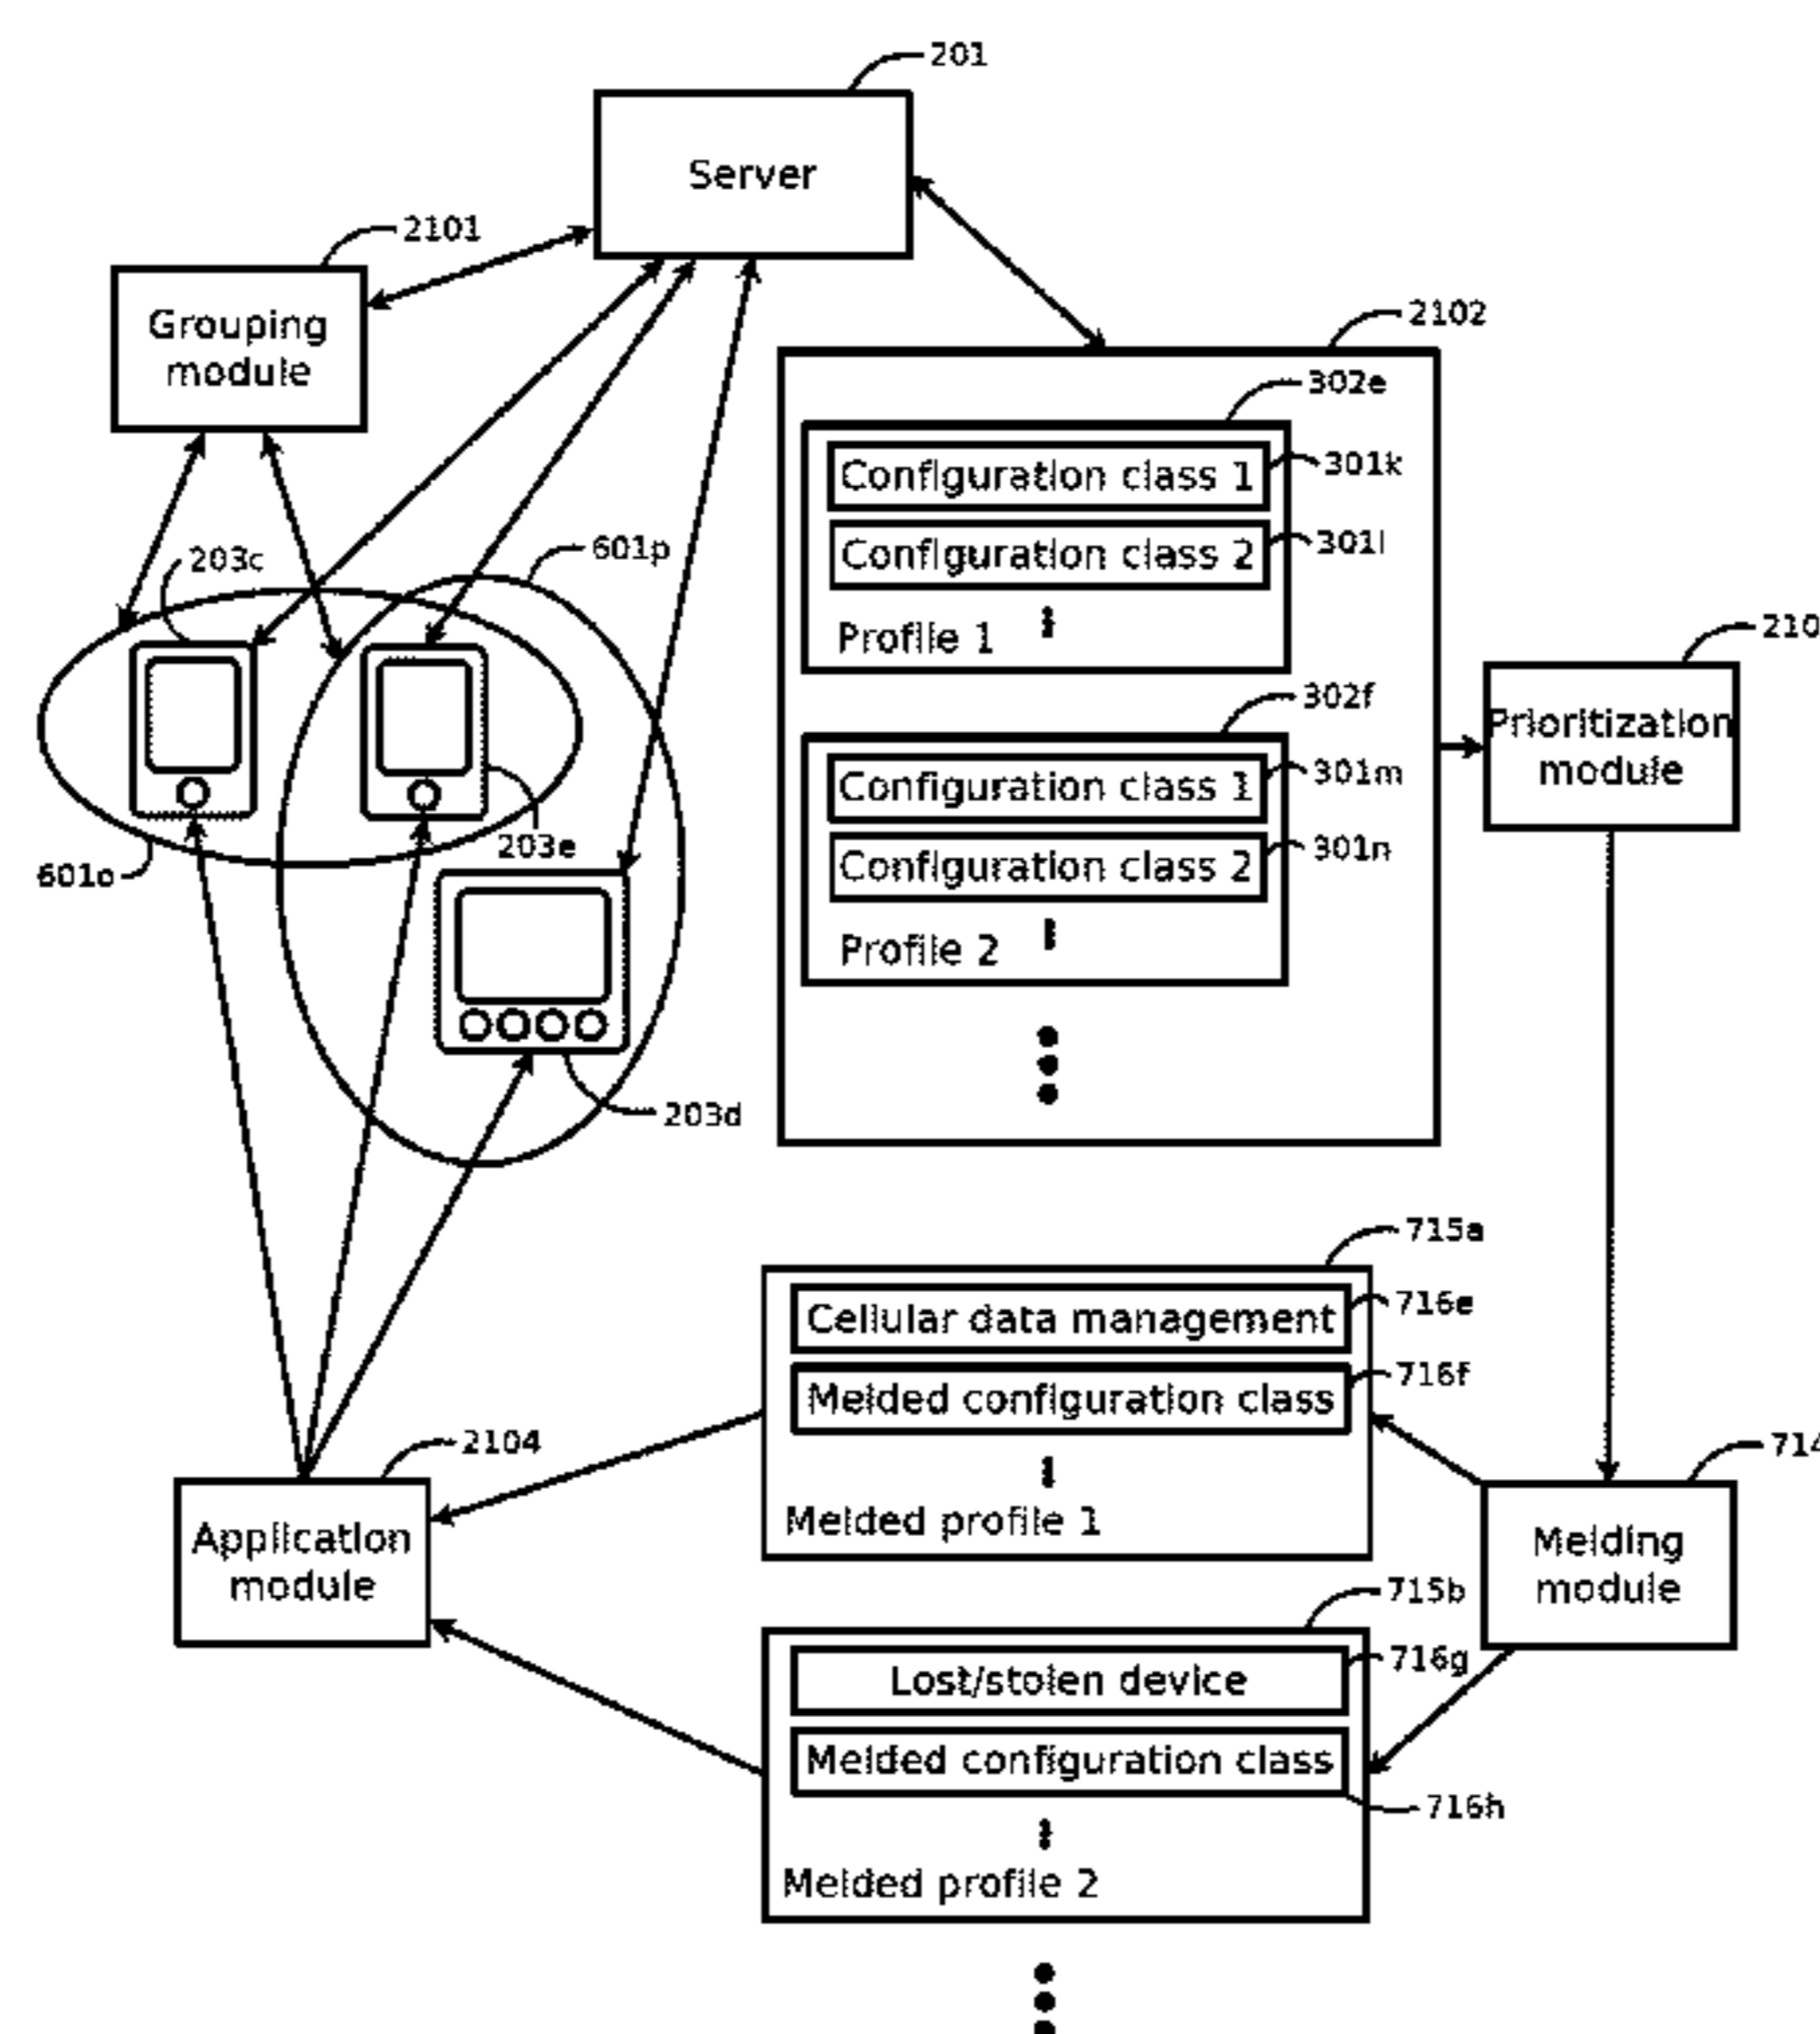 201
Server
2101
Grouping
module
2102
302e
Configuration class 1
301k
Configuration class 2
301l
Profile 1
302f
Configuration class 1
301m
Configuration class 2
301n
Profile 2
203c
601p
203e
601o
203d
210
Prioritization
module
715a
Cellular data management
716e
Melded configuration class
716f
Melded profile 1
2104
Application
module
714
Melding
module
715b
Lost/stolen device
716g
Melded configuration class
716h
Melded profile 2